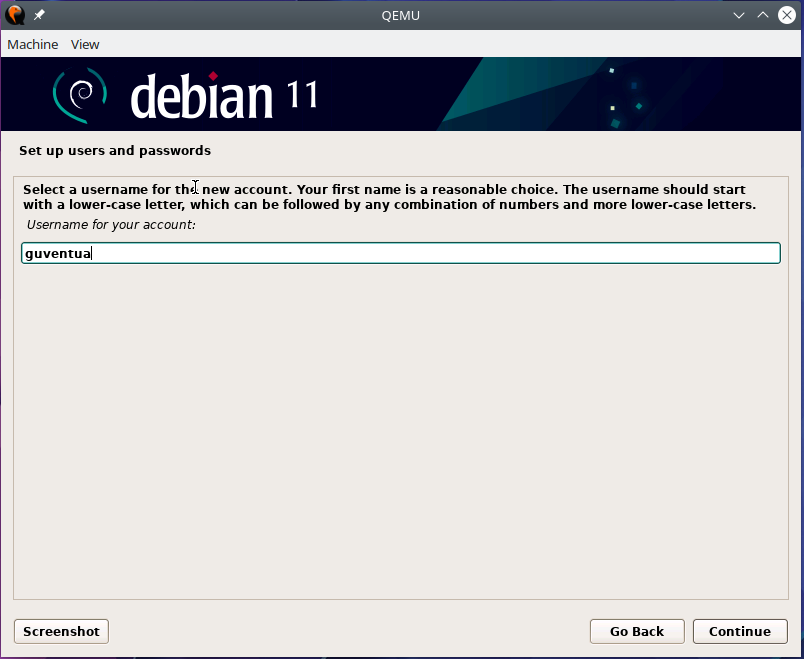 QEMU
Machine View
debian 11
Set up users and passwords
Select a username for the new account. Your first name is a reasonable choice. The username should start
with a lower-case letter, which can be followed by any combination of numbers and more lower-case letters.
Username for your account:
guventua
Screenshot Go Back Continue